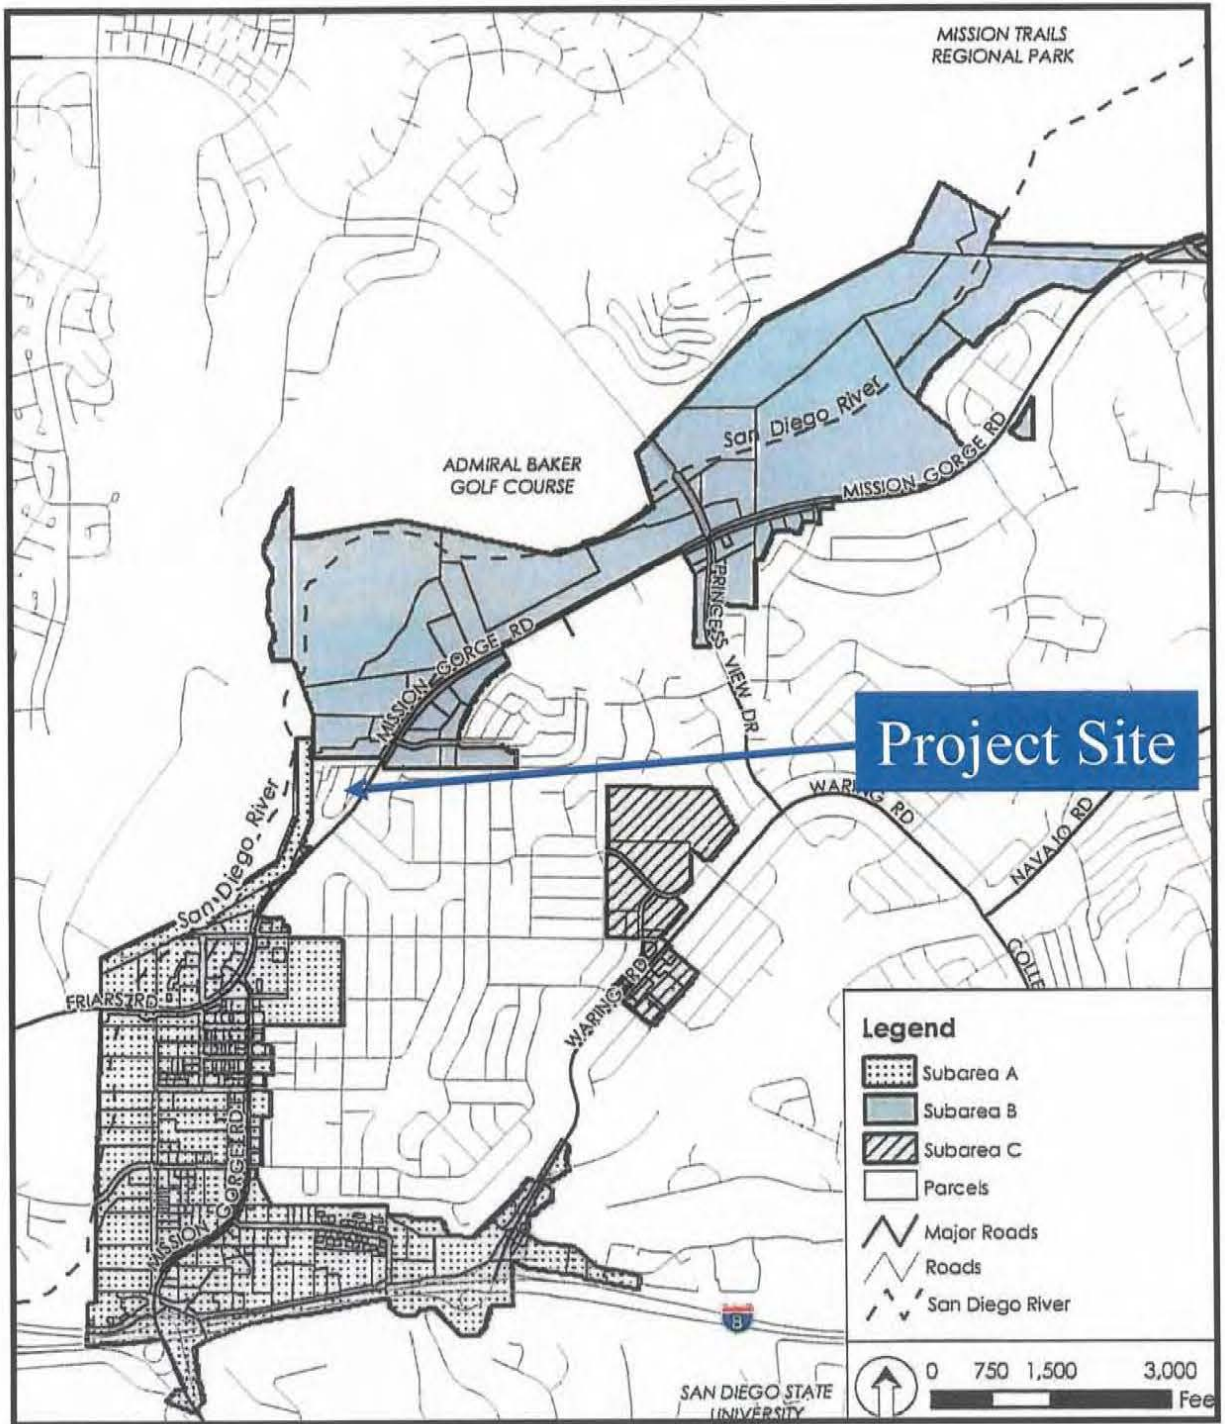 MISSION TRAILS
REGIONAL PARK
San Diego River
ADMIRAL BAKER
GOLF COURSE
MISSION GORGE RD
PRINCESS VIEW DR
MISSION GORGE RD
Project Site
WARING RD
NAVAJO RD
San Diego River
COLLE
FRIARS RD
WARING RD
MISSION GORGE RD
Legend
Subarea A
Subarea B
Subarea C
Parcels
Major Roads
Roads
San Diego River
8
0 750 1,500 3,000
Fee
SAN DIEGO STATE
UNIVERSITY